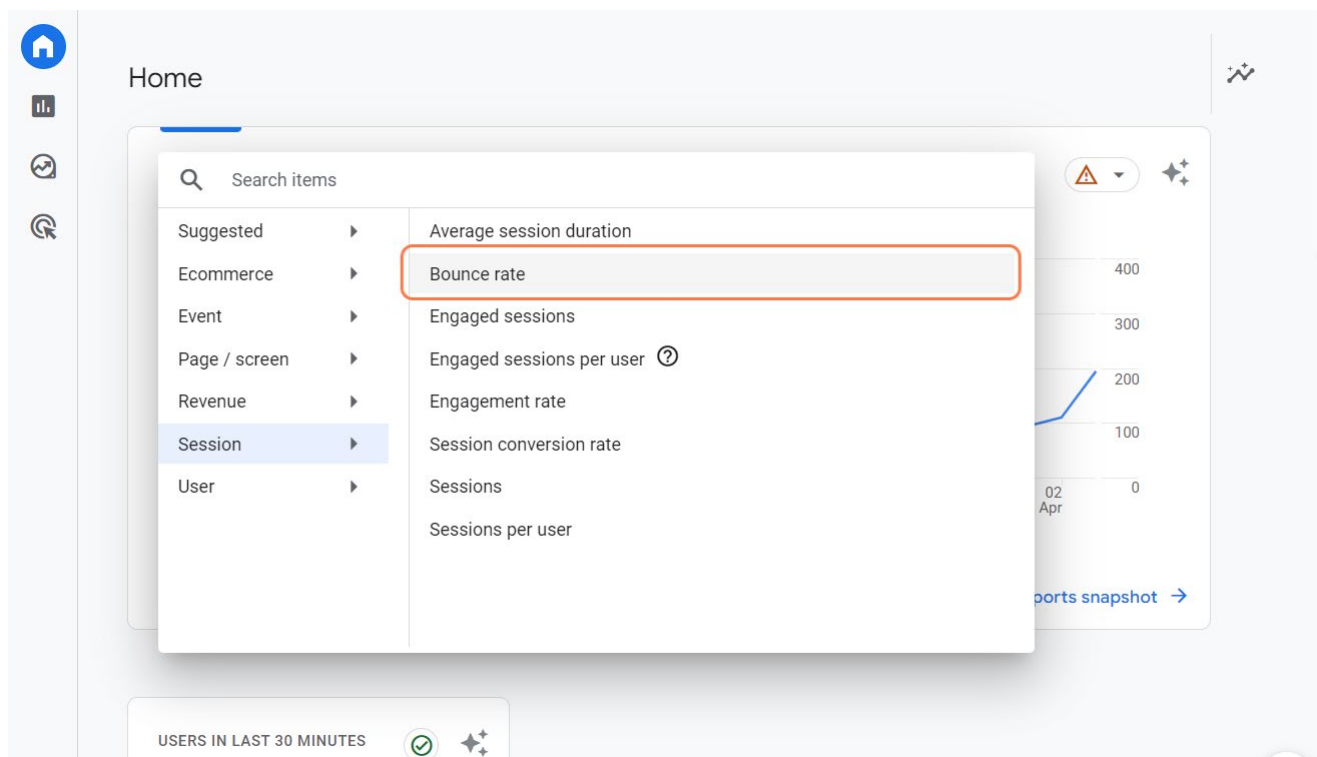 Home
Search items
Suggested
Ecommerce
Event
Page / screen
Revenue
Session
User
Average session duration
Bounce rate
Engaged sessions
Engaged sessions per user
Engagement rate
Session conversion rate
Sessions
Sessions per user
400
300
200
100
0
02
Apr
ports snapshot
USERS IN LAST 30 MINUTES